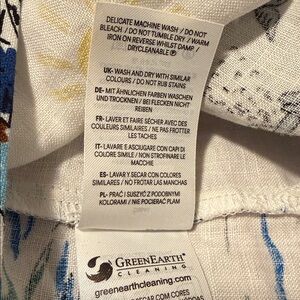 DELICATE MACHINE WASH / DO NOT
BLEACH / DO NOT TUMBLE DRY / WARM
IRON ON REVERSE WHILST DAMP /
DRYCLEANABLE Ⓟ
UK- WASH AND DRY WITH SIMILAR
COLOURS / DO NOT RUB STAINS
DE- MIT ÄHNLICHEN FARBEN WASCHEN
UND TROCKNEN / BEI FLECKEN NICHT
REIBEN
FR- LAVER ET FAIRE SÉCHER AVEC DES
COULEURS SIMILAIRES / NE PAS FROTTER
LES TACHES
IT- LAVARE E ASCIUGARE CON CAPI DI
COLORE SIMILE / NON STROFINARE LE
MACCHIE
ES- LAVAR Y SECAR CON COLORES
SIMILARES / NO FROTAR LAS MANCHAS
PL- PRAĆ I SUSZYĆ Z PODOBNYMI
KOLORAMI / NIE POCIERAĆ PLAM
GREENEARTH
CLEANING
greenearthcleaning.com
SECAR COM CORES